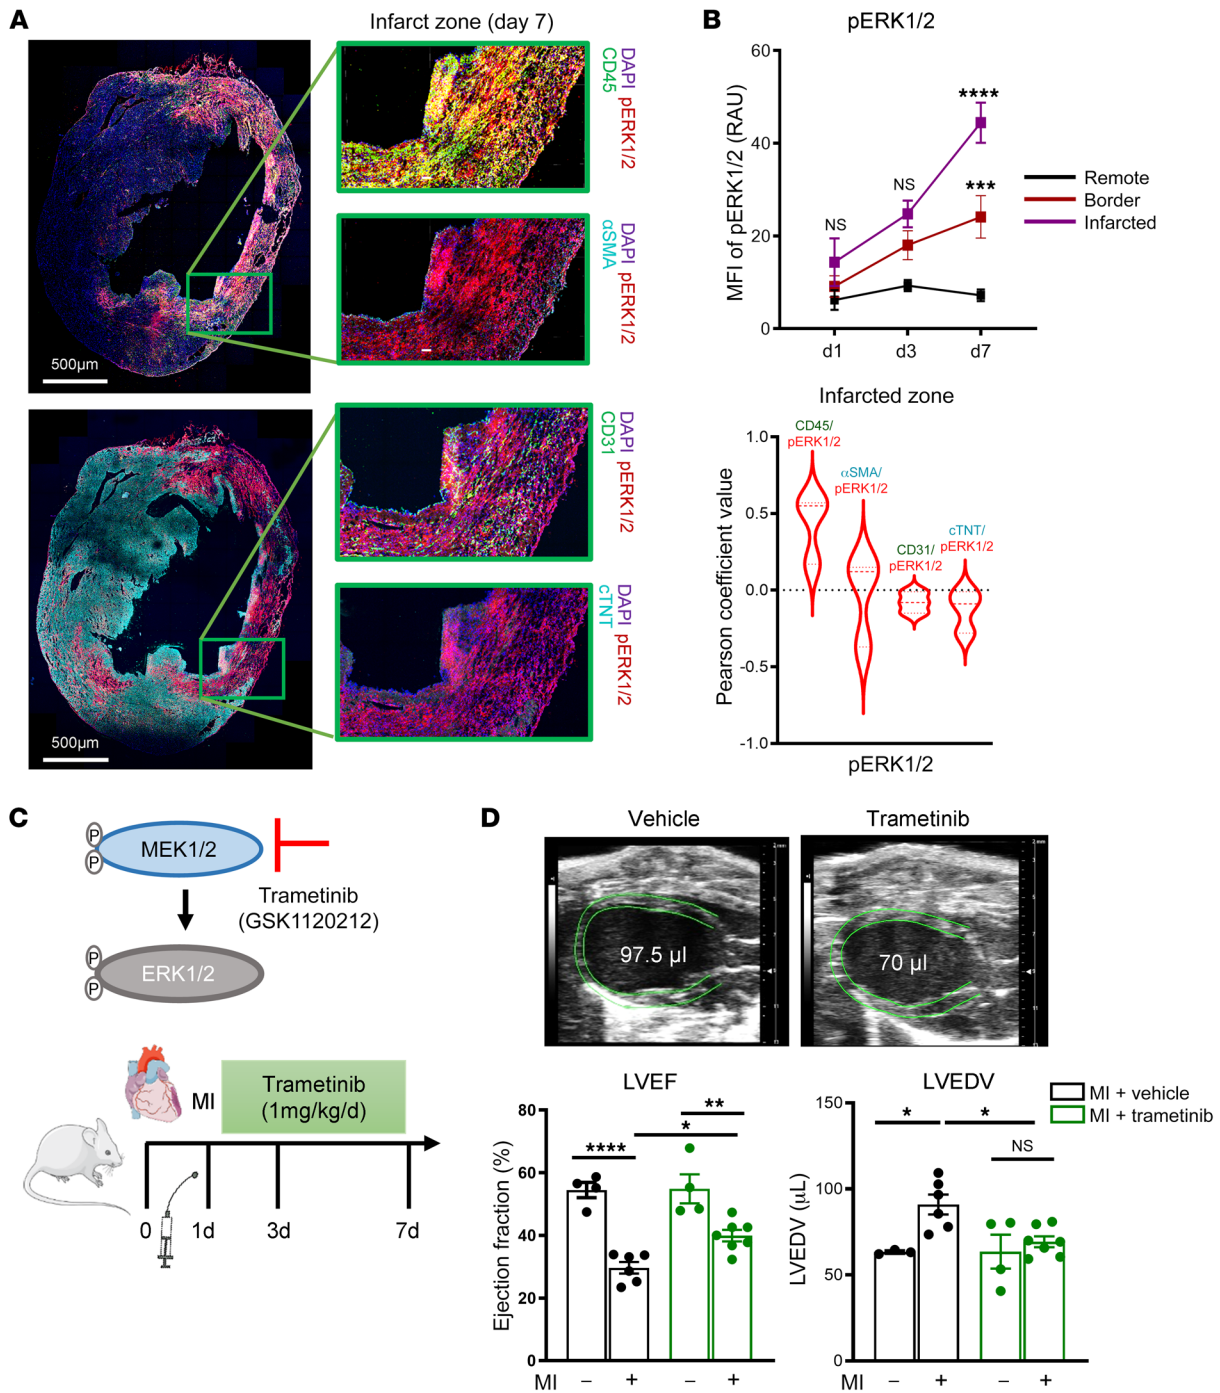 A
Infarct zone (day 7)
500µm
DAPI pERK1/2
CD45
DAPI pERK1/2
αSMA
500µm
DAPI pERK1/2
CD31
DAPI pERK1/2
cTNT
B
pERK1/2
MFI of pERK1/2 (RAU)
60
40
20
0
NS
NS
****
***
d1
d3
d7
Remote
Border
Infarcted
Infarcted zone
Pearson coefficient value
1.0
0.5
0.0
-0.5
-1.0
CD45/
pERK1/2
αSMA/
pERK1/2
CD31/
pERK1/2
cTNT/
pERK1/2
pERK1/2
C
P
P
MEK1/2
Trametinib
(GSK1120212)
P
P
ERK1/2
MI
Trametinib
(1mg/kg/d)
0
1d
3d
7d
D
Vehicle
Trametinib
97.5 µl
70 µl
LVEF
Ejection fraction (%)
80
60
40
20
0
****
*
**
MI
–
+
–
+
LVEDV
LVEDV (µL)
150
100
50
0
*
*
NS
–
+
–
+
MI
MI + vehicle
MI + trametinib